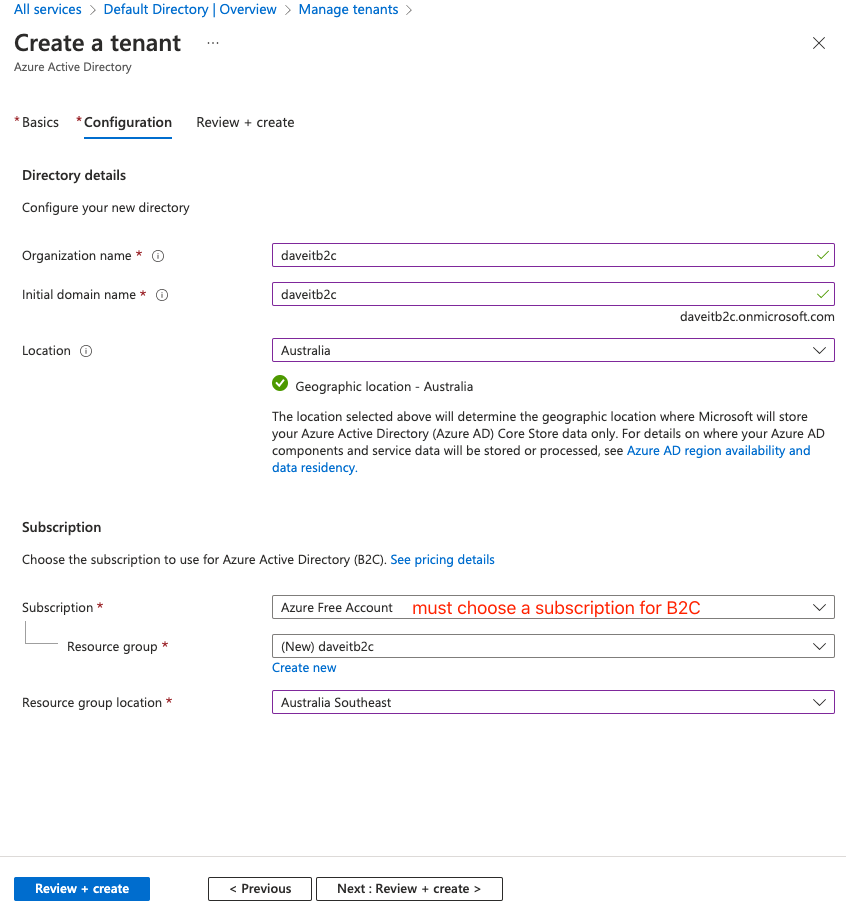 All services > Default Directory | Overview > Manage tenants >
Create a tenant ...
Azure Active Directory
* Basics * Configuration Review + create
Directory details
Configure your new directory
Organization name * daveitb2c
Initial domain name * daveitb2c
daveitb2c.onmicrosoft.com
Location Australia
Geographic location - Australia
The location selected above will determine the geographic location where Microsoft will store
your Azure Active Directory (Azure AD) Core Store data only. For details on where your Azure AD
components and service data will be stored or processed, see Azure AD region availability and
data residency.
Subscription
Choose the subscription to use for Azure Active Directory (B2C). See pricing details
Subscription * Azure Free Account must choose a subscription for B2C
Resource group * (New) daveitb2c
Create new
Resource group location * Australia Southeast
Review + create < Previous Next : Review + create >